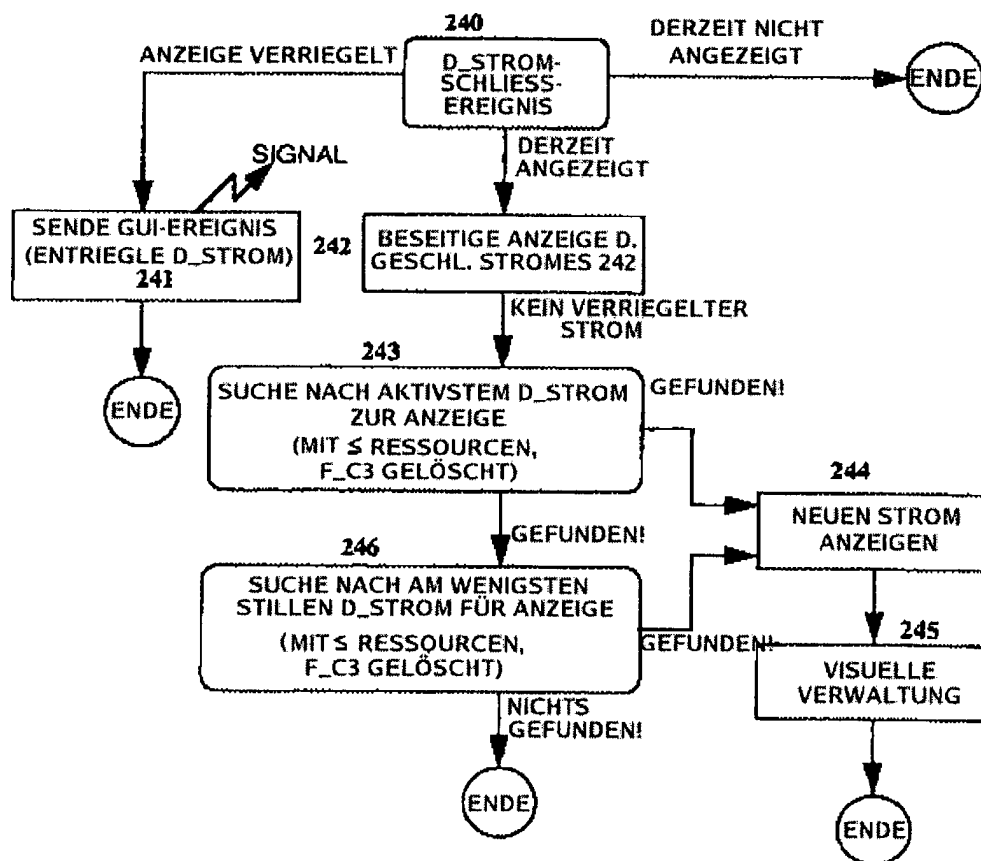 240
ANZEIGE VERRIEGELT
D_STROM-
SCHLIESS-
EREIGNIS
DERZEIT NICHT
ANGEZEIGT
ENDE
DERZEIT
ANGEZEIGT
SIGNAL
SENDE GUI-EREIGNIS
(ENTRIEGLE D_STROM)
241
242
BESEITIGE ANZEIGE D.
GESCHL. STROMES 242
KEIN VERRIEGELTER
STROM
ENDE
243
SUCHE NACH AKTIVSTEM D_STROM
ZUR ANZEIGE
(MIT ≤ RESSOURCEN,
F_C3 GELÖSCHT)
GEFUNDEN!
244
NEUEN STROM
ANZEIGEN
GEFUNDEN!
246
SUCHE NACH AM WENIGSTEN
STILLEN D_STROM FÜR ANZEIGE
(MIT ≤ RESSOURCEN,
F_C3 GELÖSCHT)
GEFUNDEN!
245
VISUELLE
VERWALTUNG
NICHTS
GEFUNDEN!
ENDE
ENDE